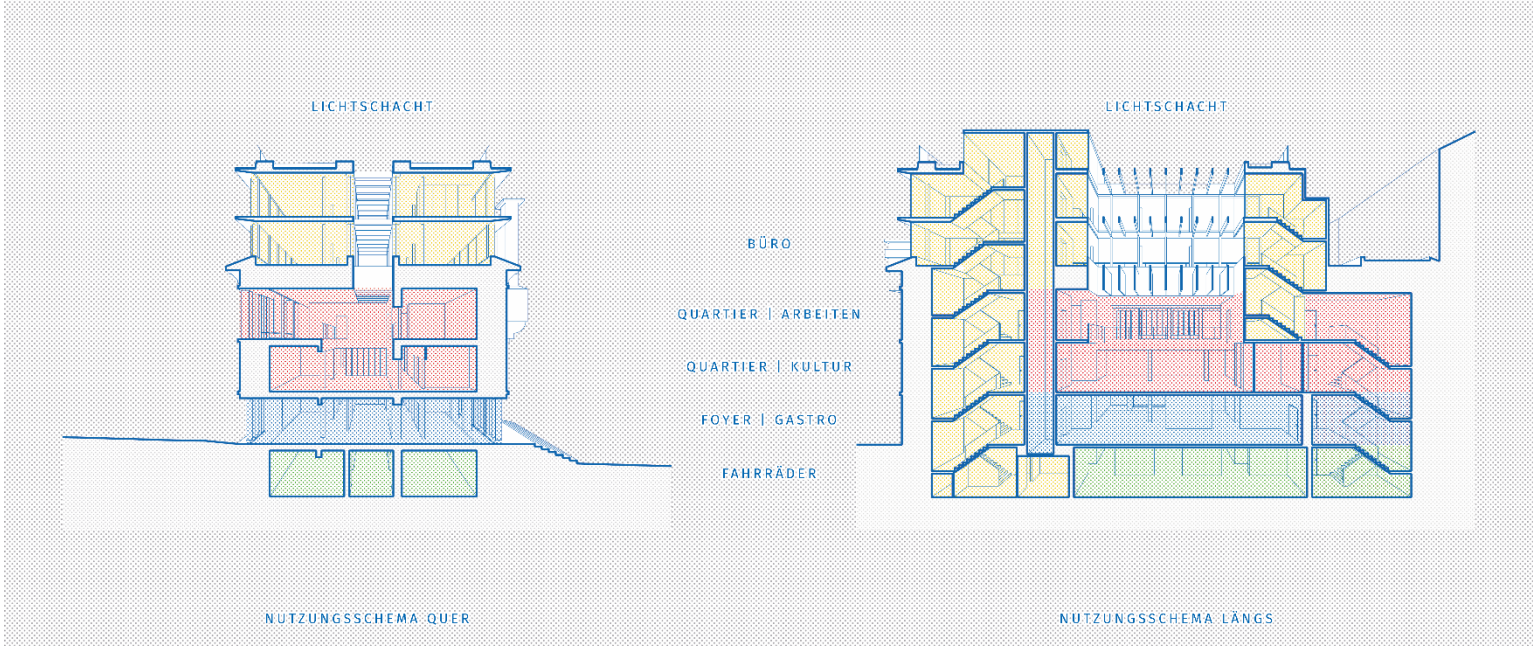 LICHTSCHACHT
LICHTSCHACHT
BÜRO
QUARTIER | ARBEITEN
QUARTIER | KULTUR
FOYER | GASTRO
FAHRRÄDER
NUTZUNGSSCHEMA QUER
NUTZUNGSSCHEMA LÄNGS